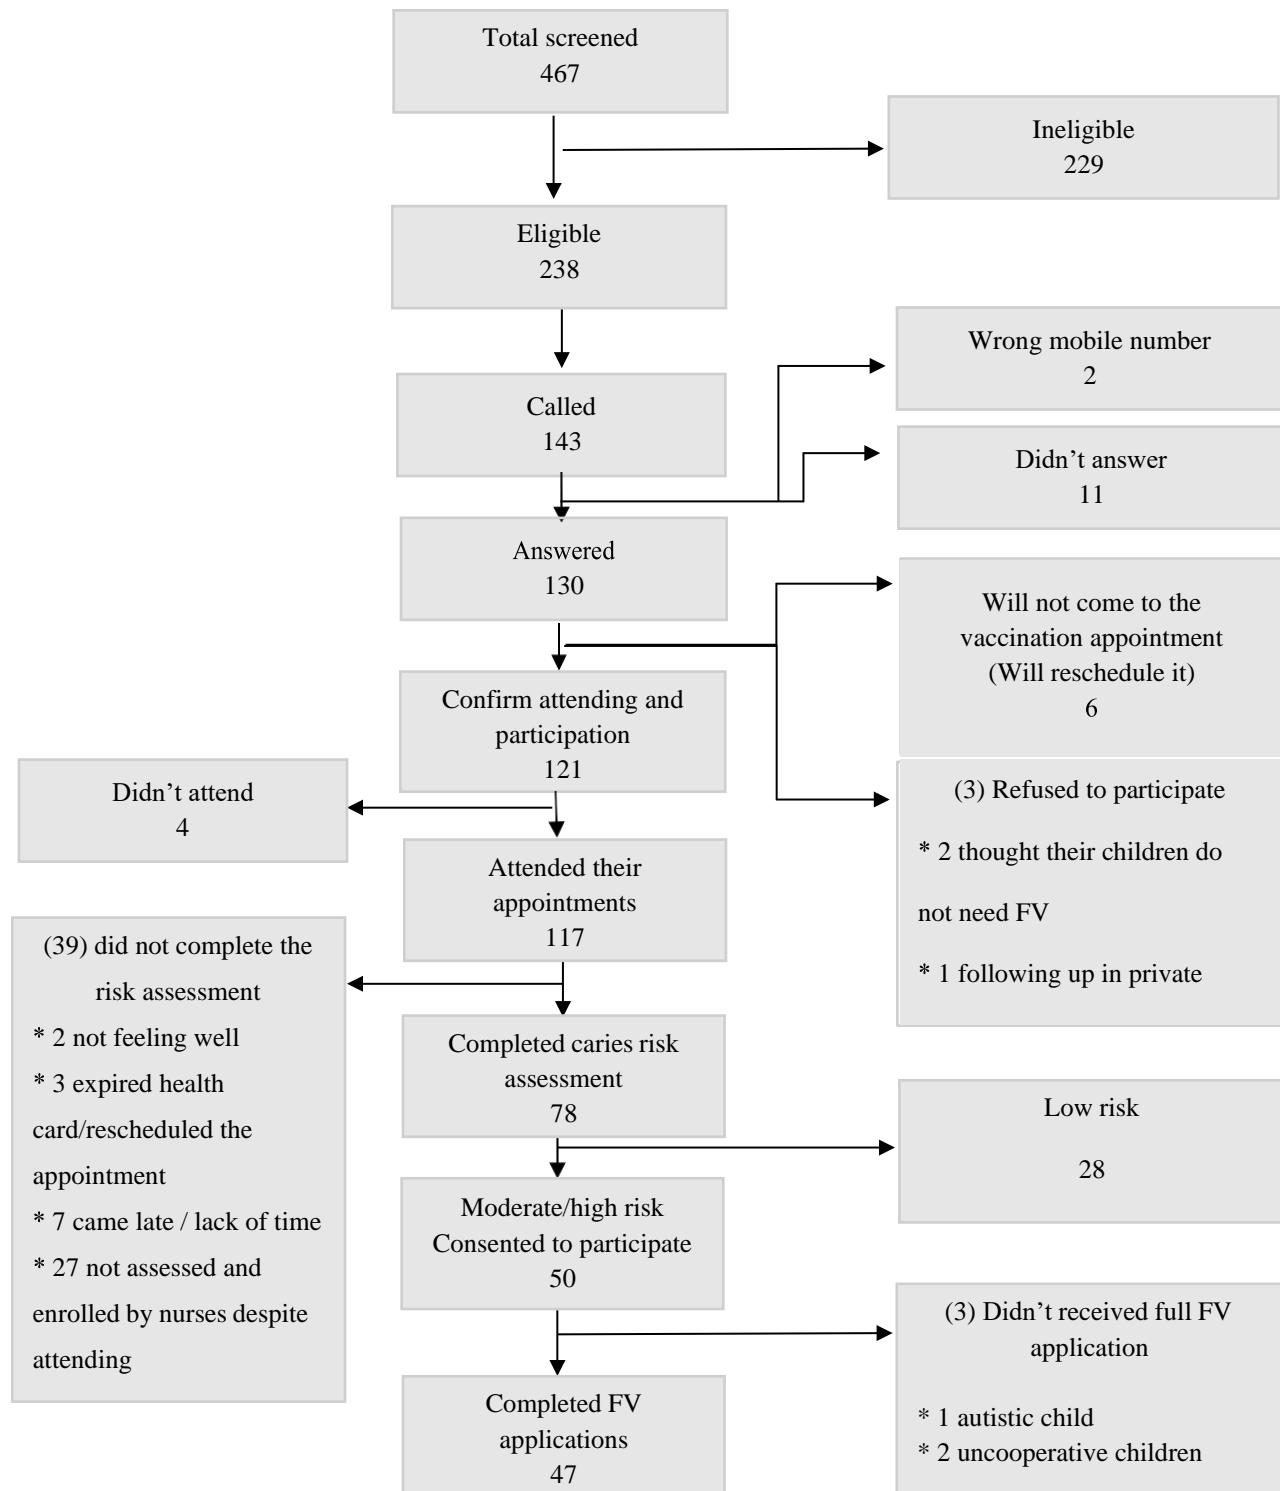 Total screened
467
Ineligible
229
Eligible
238
Wrong mobile number
2
Called
143
Didn’t answer
11
Answered
130
Will not come to the
vaccination appointment
(Will reschedule it)
6
Confirm attending and
participation
121
(3) Refused to participate
* 2 thought their children do
not need FV
* 1 following up in private
Didn’t attend
4
Attended their
appointments
117
(39) did not complete the
risk assessment
* 2 not feeling well
* 3 expired health
card/rescheduled the
appointment
* 7 came late / lack of time
* 27 not assessed and
enrolled by nurses despite
attending
Completed caries risk
assessment
78
Low risk
28
Moderate/high risk
Consented to participate
50
(3) Didn’t received full FV
application
* 1 autistic child
* 2 uncooperative children
Completed FV
applications
47